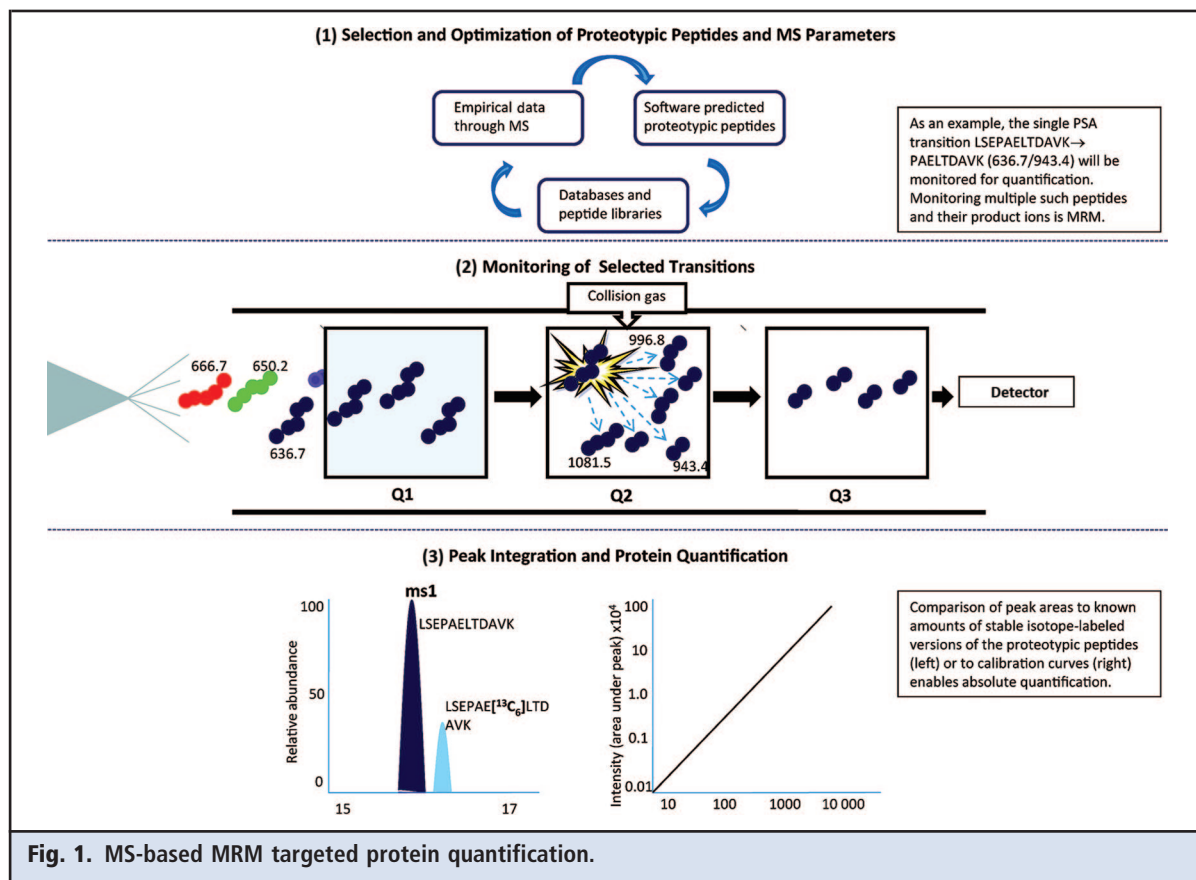 (1) Selection and Optimization of Proteotypic Peptides and MS Parameters
Empirical data
through MS
Software predicted
proteotypic peptides
Databases and
peptide libraries
As an example, the single PSA
transition LSEPAELTDAVK→
PAELTDAVK (636.7/943.4) will be
monitored for quantification.
Monitoring multiple such peptides
and their product ions is MRM.
(2) Monitoring of Selected Transitions
Collision gas
666.7
650.2
636.7
996.8
1081.5
943.4
Detector
Q1
Q2
Q3
(3) Peak Integration and Protein Quantification
ms1
LSEPAELTDAVK
LSEPAE[¹³C₆]LTD
AVK
Relative abundance
100
50
0
15
17
Intensity (area under peak) x10⁴
100
10
1.0
0.1
0.01
10
100
1000
10 000
Comparison of peak areas to known
amounts of stable isotope-labeled
versions of the proteotypic peptides
(left) or to calibration curves (right)
enables absolute quantification.
Fig. 1. MS-based MRM targeted protein quantification.